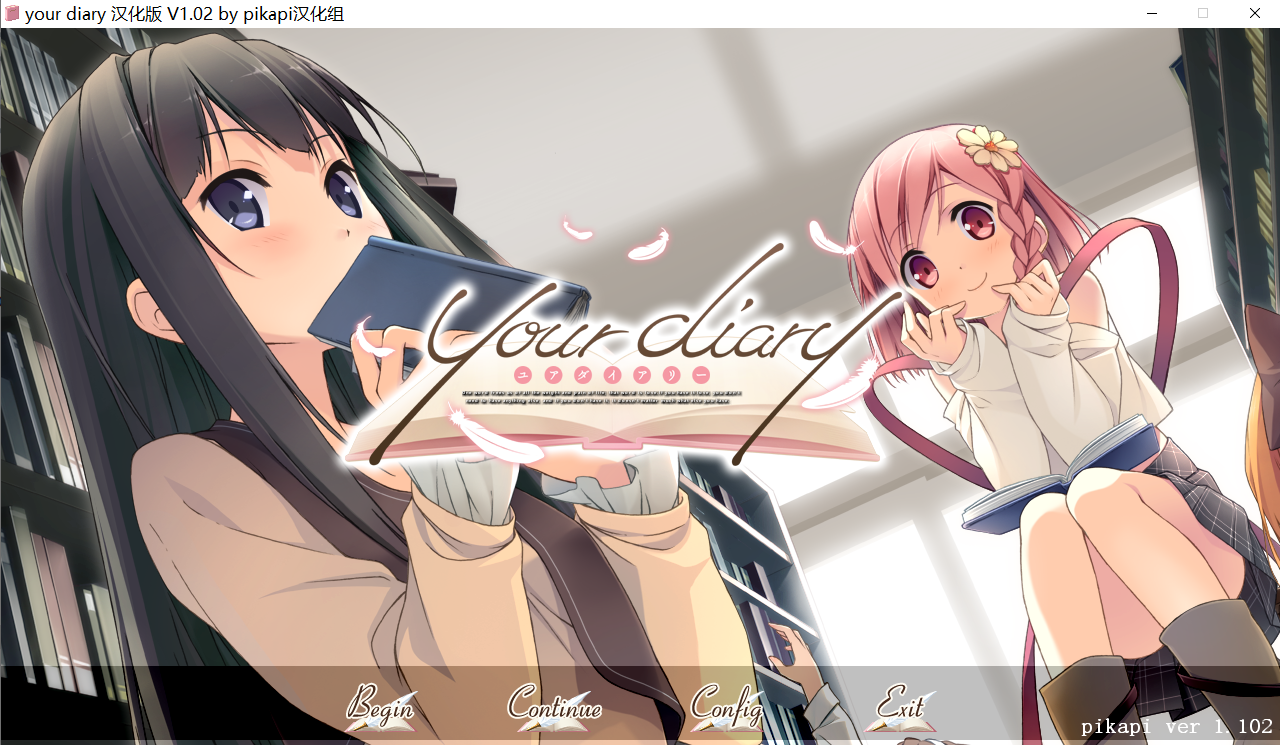 your diary 汉化版 V1.02 by pikapi汉化组
your diary
ユアダイアリー
Begin Continue Config Exit
pikapi ver 1.102